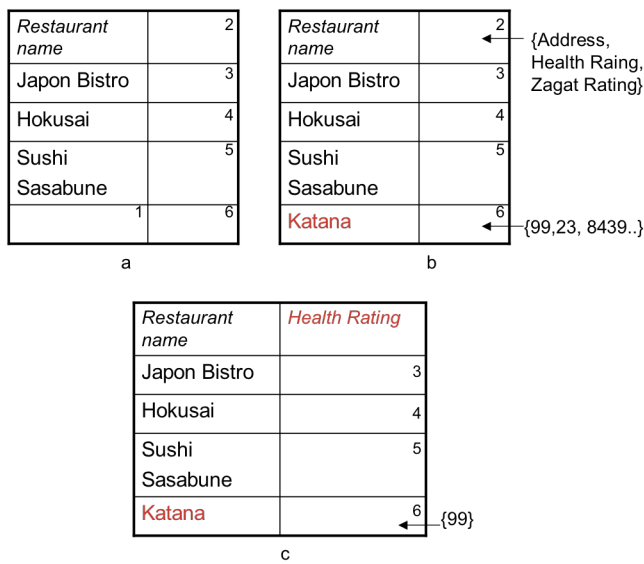 Restaurant 2
name
Japon Bistro 3
Hokusai 4
Sushi 5
Sasabune
1 6
a
Restaurant 2
name
{Address,
Health Raing,
Zagat Rating}
Japon Bistro 3
Hokusai 4
Sushi 5
Sasabune
Katana 6
{99,23, 8439..}
b
Restaurant Health Rating
name
Japon Bistro 3
Hokusai 4
Sushi 5
Sasabune
Katana 6
{99}
c